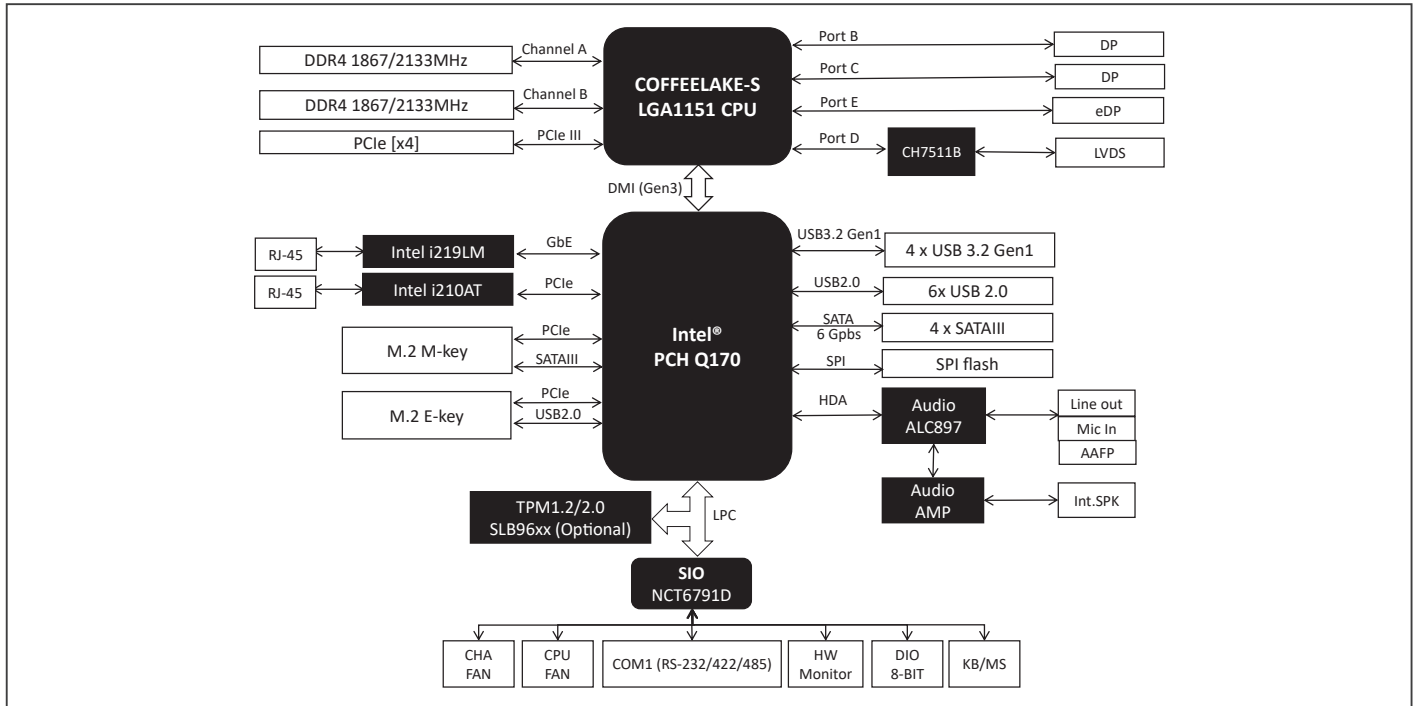 DDR4 1867/2133MHz
Channel A
DDR4 1867/2133MHz
Channel B
PCIe [x4]
PCIe III
COFFEELAKE-S
LGA1151 CPU
Port B
DP
Port C
DP
Port E
eDP
Port D
CH7511B
LVDS
DMI (Gen3)
RJ-45
Intel i219LM
GbE
RJ-45
Intel i210AT
PCIe
M.2 M-key
PCIe
SATAIII
M.2 E-key
PCIe
USB2.0
Intel®
PCH Q170
USB3.2 Gen1
4 x USB 3.2 Gen1
USB2.0
6x USB 2.0
SATA
6 Gpbs
4 x SATAIII
SPI
SPI flash
HDA
Audio
ALC897
Line out
Mic In
AAFP
Audio
AMP
Int.SPK
TPM1.2/2.0
SLB96xx (Optional)
LPC
SIO
NCT6791D
CHA
FAN
CPU
FAN
COM1 (RS-232/422/485)
HW
Monitor
DIO
8-BIT
KB/MS